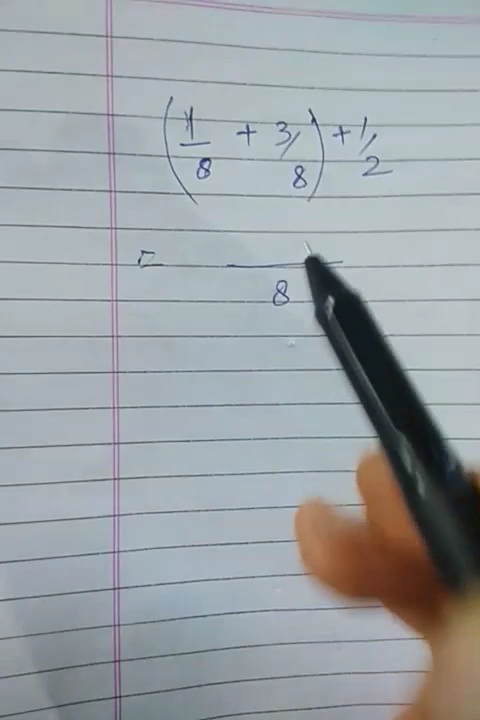 (1/8 + 3/8) + 1/2
= /8